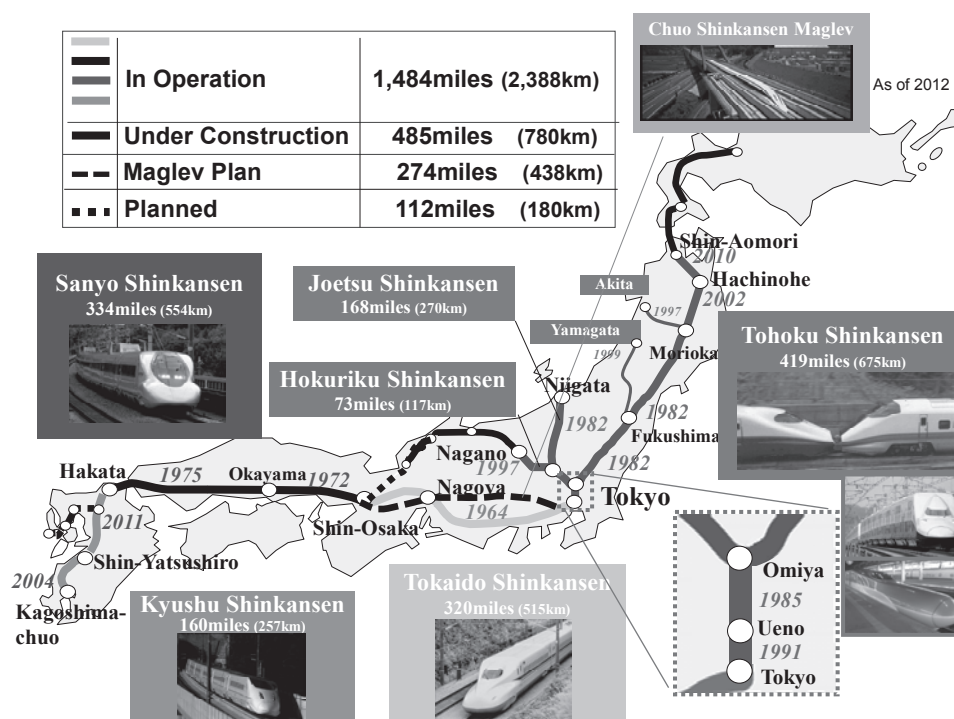 Chuo Shinkansen Maglev
As of 2012
In Operation 1,484miles (2,388km)
Under Construction 485miles (780km)
Maglev Plan 274miles (438km)
Planned 112miles (180km)
Shin-Aomori
2010
Hachinohe
2002
Sanyo Shinkansen
334miles (554km)
Joetsu Shinkansen
168miles (270km)
Akita
1997
Yamagata
1999
Morioka
Tohoku Shinkansen
419miles (675km)
Hokuriku Shinkansen
73miles (117km)
Niigata
1982
1982
Fukushima
Nagano
1997
1982
Hakata
1975
Okayama
1972
Nagoya
1964
Tokyo
Shin-Osaka
2011
Shin-Yatsushiro
2004
Kagoshima-
chuo
Kyushu Shinkansen
160miles (257km)
Tokaido Shinkansen
320miles (515km)
Omiya
1985
Ueno
1991
Tokyo